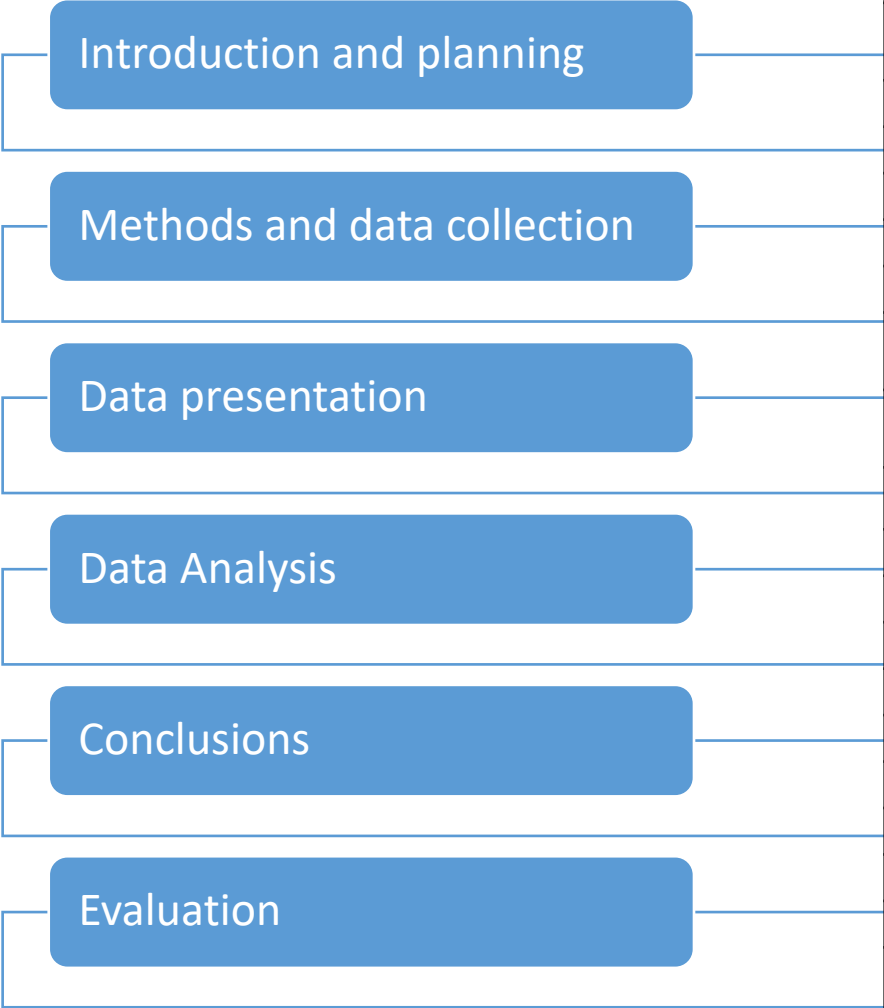 Introduction and planning
Methods and data collection
Data presentation
Data Analysis
Conclusions
Evaluation